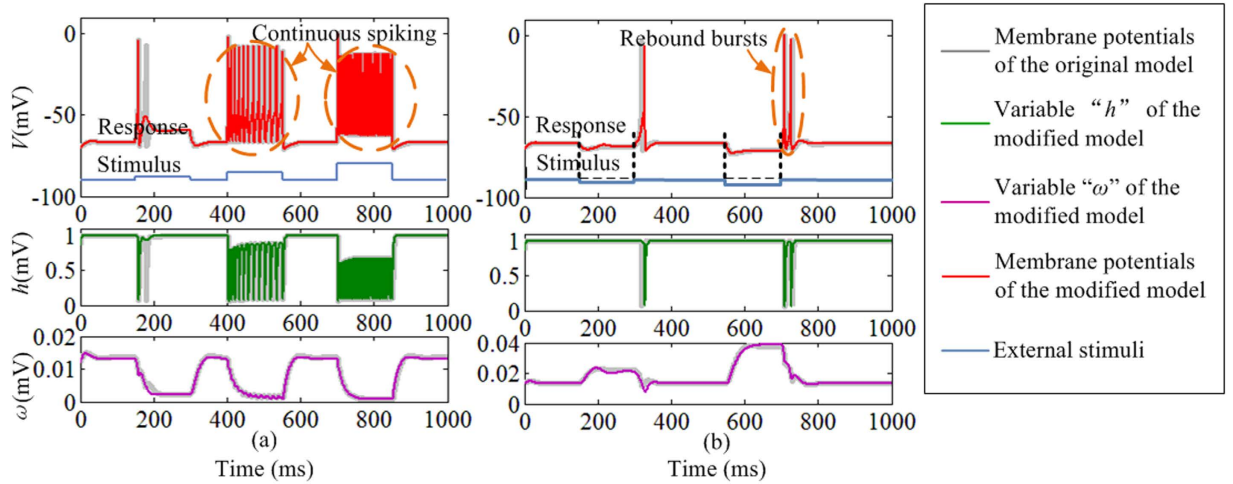 0
-50
-100
V(mV)
Continuous spiking
Response
Stimulus
0 200 400 600 800 1000
1
0.5
0
h(mV)
0 200 400 600 800 1000
0.02
0.01
0
ω(mV)
0 200 400 600 800 1000
(a)
Time (ms)
0
-50
-100
Rebound bursts
Response
Stimulus
0 200 400 600 800 1000
1
0.5
0
0 200 400 600 800 1000
0.04
0.02
0
0 200 400 600 800 1000
(b)
Time (ms)
Membrane potentials
of the original model
Variable “h” of the
modified model
Variable “ω” of the
modified model
Membrane potentials
of the modified model
External stimuli